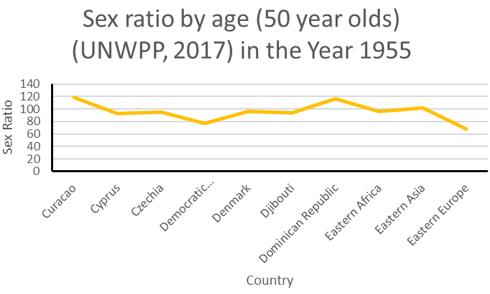 Sex ratio by age (50 year olds)
(UNWPP, 2017) in the Year 1955
Sex Ratio
140
120
100
80
60
40
20
0
Curacao
Cyprus
Czechia
Democratic...
Denmark
Djibouti
Dominican Republic
Eastern Africa
Eastern Asia
Eastern Europe
Country